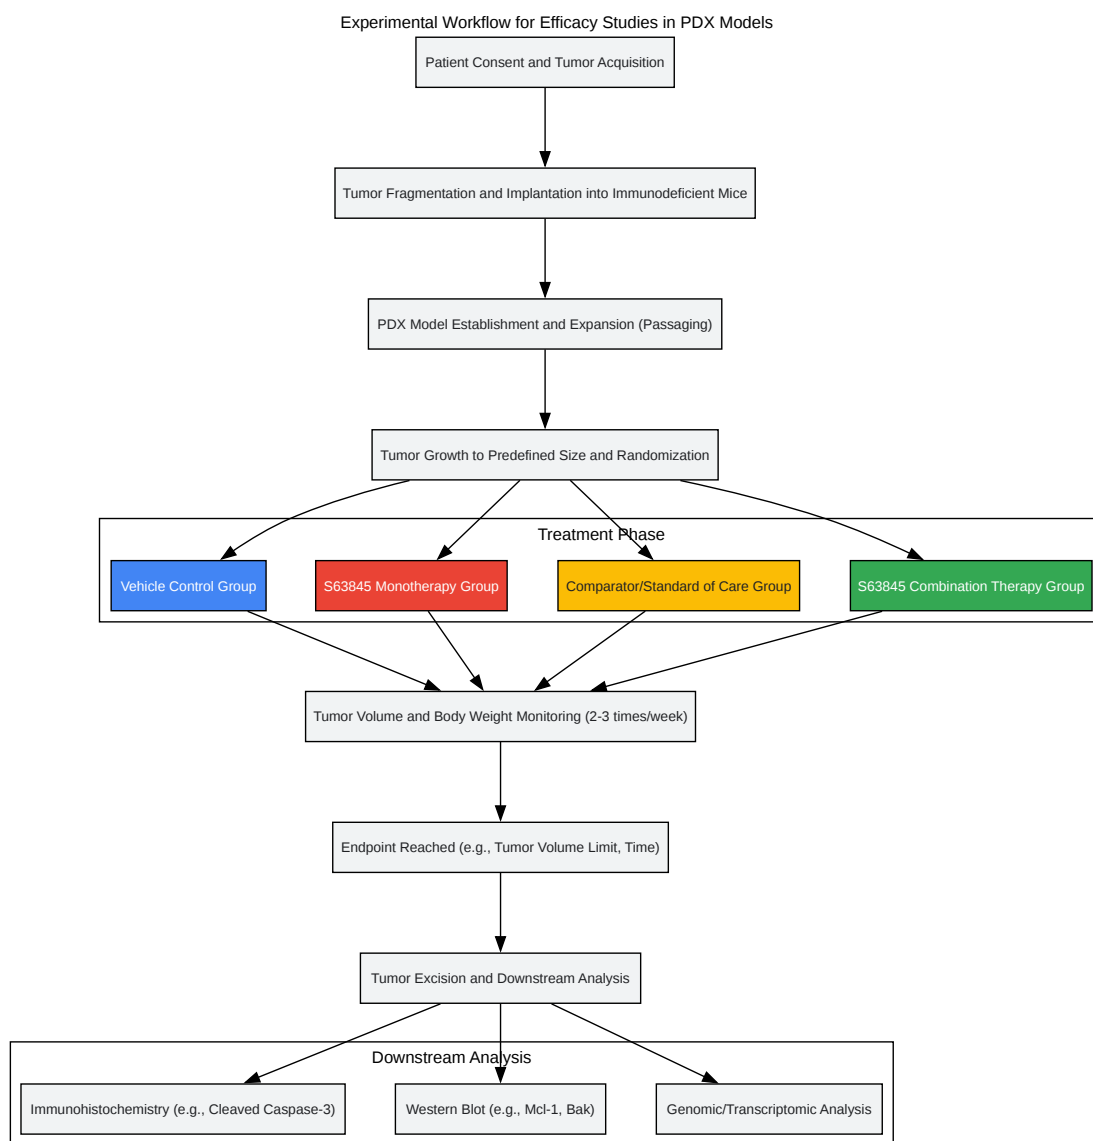 Experimental Workflow for Efficacy Studies in PDX Models
Patient Consent and Tumor Acquisition
Tumor Fragmentation and Implantation into Immunodeficient Mice
PDX Model Establishment and Expansion (Passaging)
Tumor Growth to Predefined Size and Randomization
Treatment Phase
Vehicle Control Group
S63845 Monotherapy Group
Comparator/Standard of Care Group
S63845 Combination Therapy Group
Tumor Volume and Body Weight Monitoring (2-3 times/week)
Endpoint Reached (e.g., Tumor Volume Limit, Time)
Tumor Excision and Downstream Analysis
Downstream Analysis
Immunohistochemistry (e.g., Cleaved Caspase-3)
Western Blot (e.g., Mcl-1, Bak)
Genomic/Transcriptomic Analysis